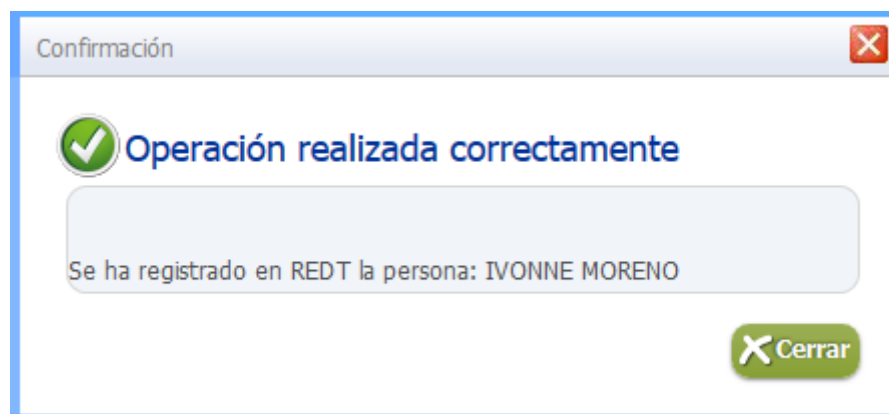 Confirmación
Operación realizada correctamente
Se ha registrado en REDT la persona: IVONNE MORENO
Cerrar